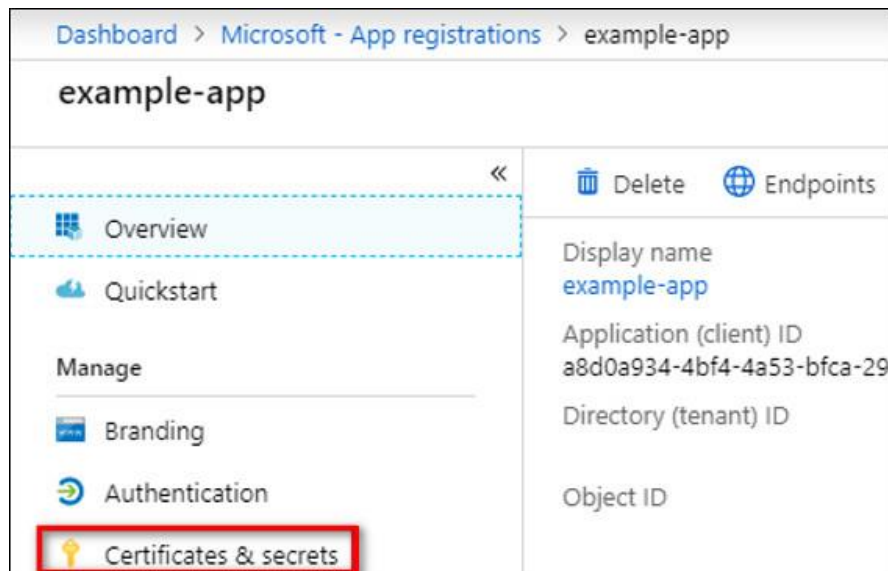 Dashboard > Microsoft - App registrations > example-app
example-app
«
Delete Endpoints
Overview
Quickstart
Manage
Branding
Authentication
Certificates & secrets
Display name
example-app
Application (client) ID
a8d0a934-4bf4-4a53-bfca-29
Directory (tenant) ID
Object ID